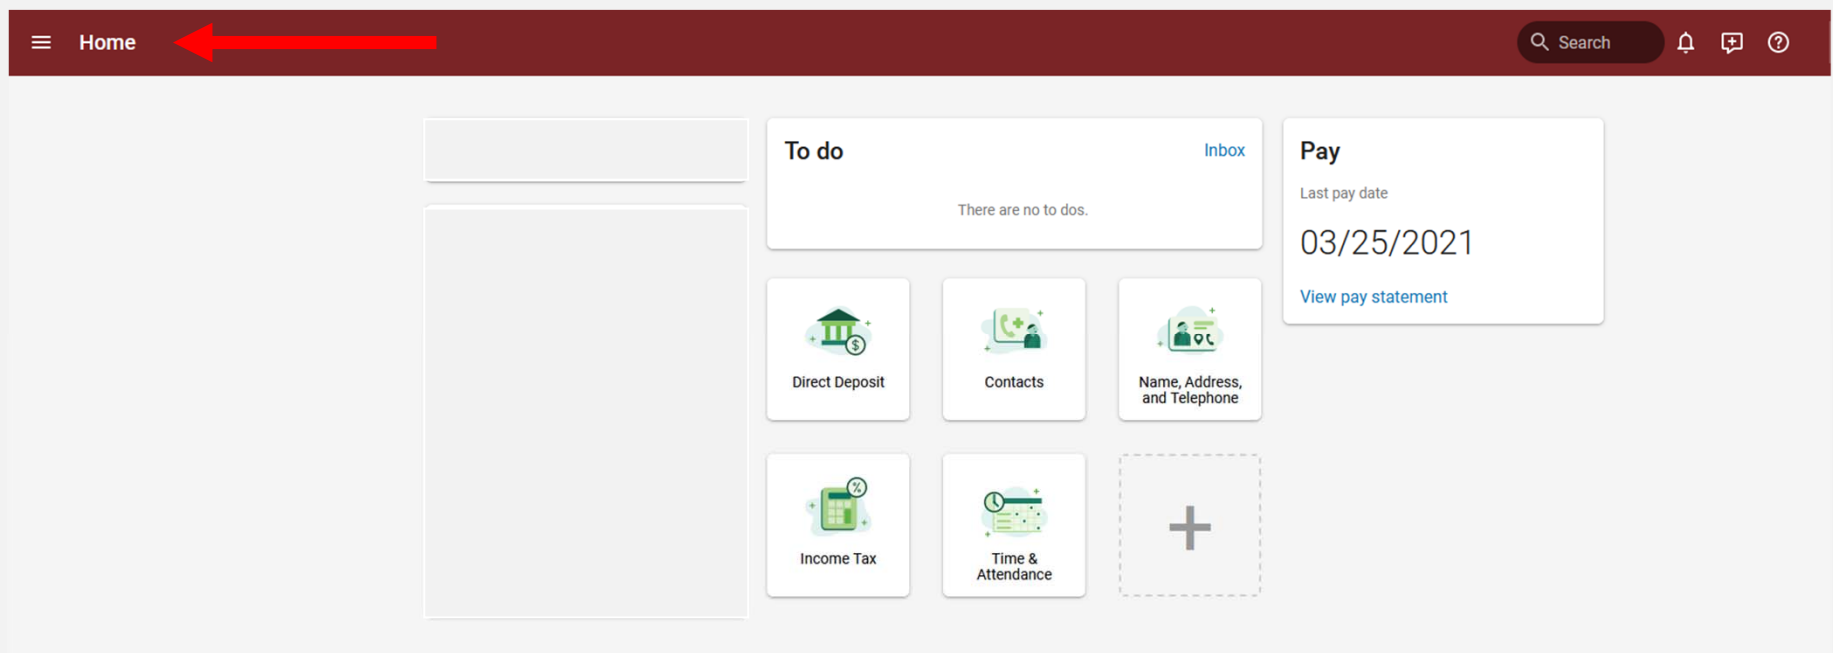 Home
Search
To do
Inbox
There are no to dos.
Pay
Last pay date
03/25/2021
View pay statement
Direct Deposit
Contacts
Name, Address,
and Telephone
Income Tax
Time &
Attendance